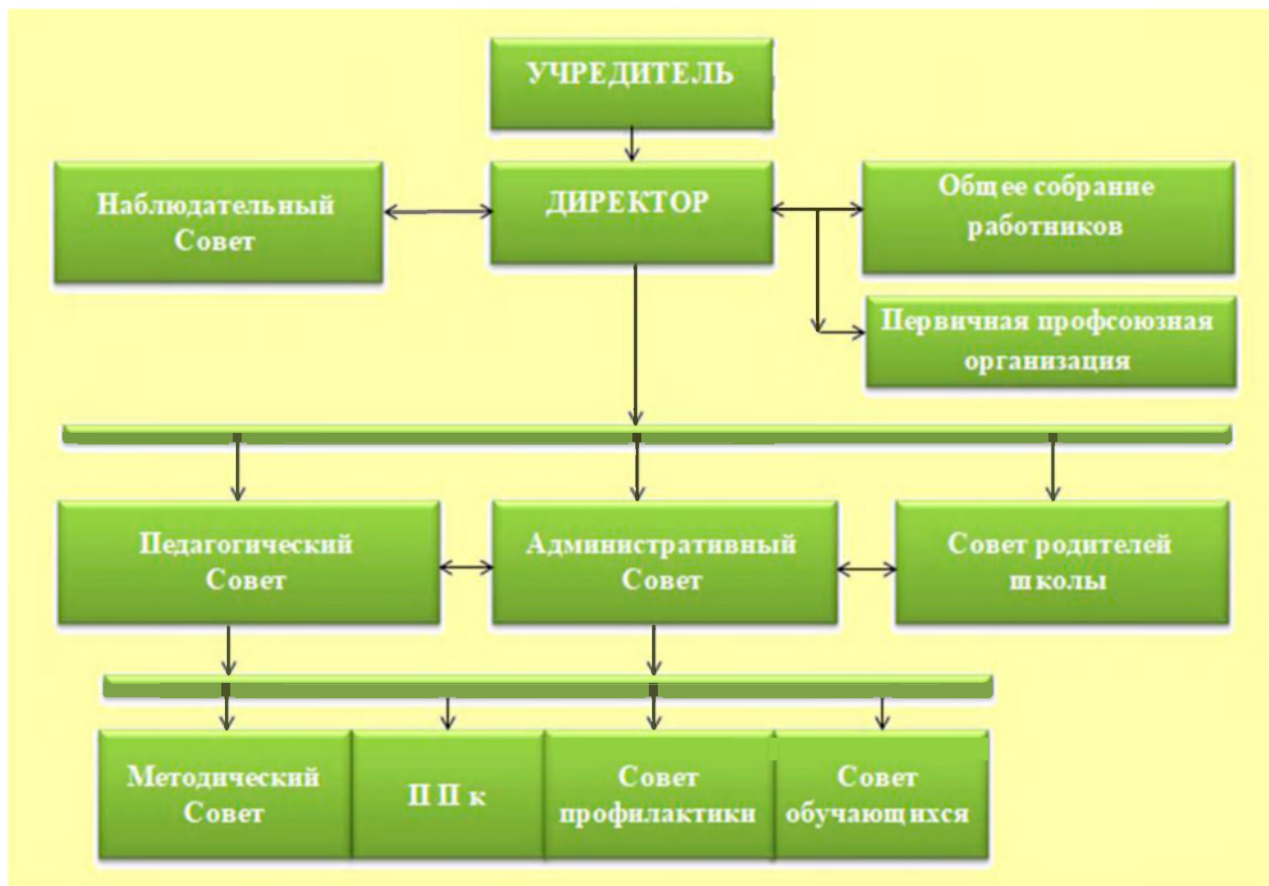 УЧРЕДИТЕЛЬ
Наблюдательный
Совет
ДИРЕКТОР
Общее собрание
работников
Первичная профсоюзная
организация
Педагогический
Совет
Административный
Совет
Совет родителей
школы
Методический
Совет
П П к
Совет
профилактики
Совет
обучающихся